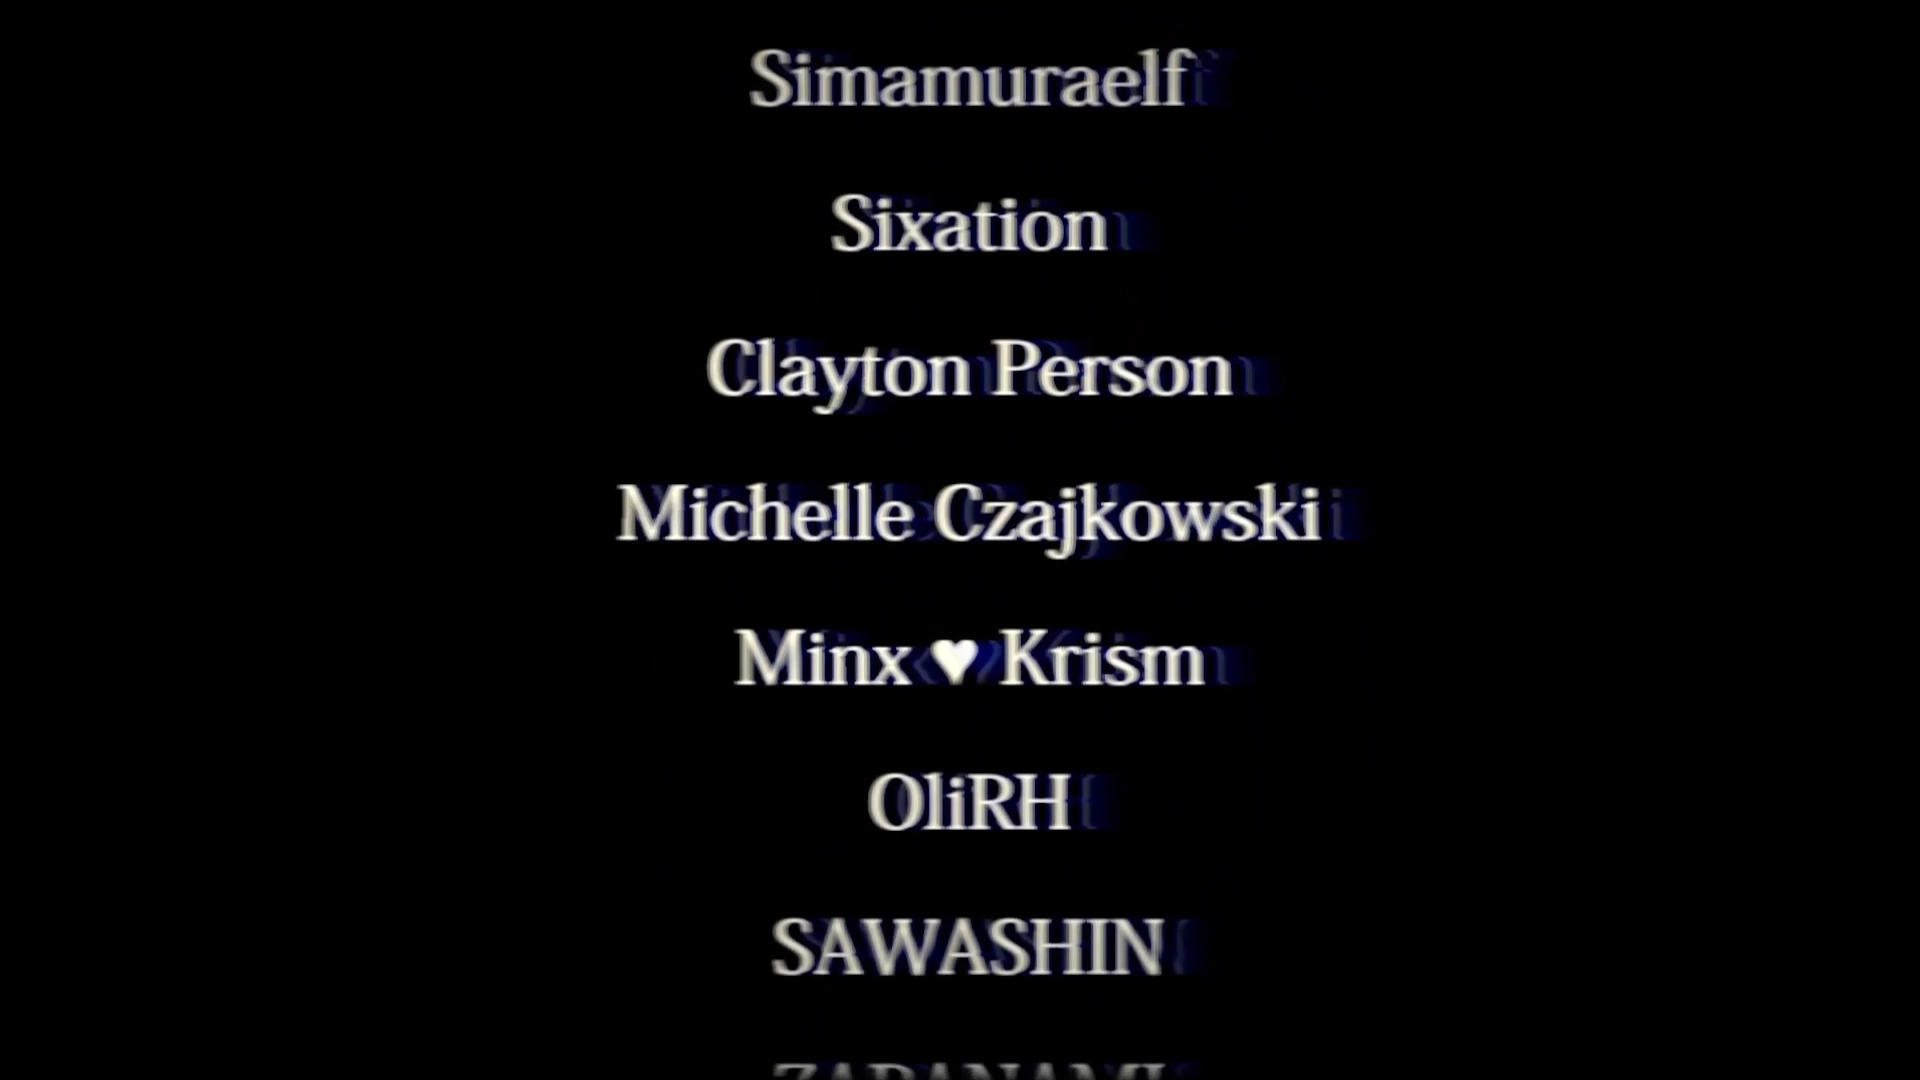 Simamuraelf
Sixation
Clayton Person
Michelle Czajkowski
Minx ♥ Krism
OliRH
SAWASHIN